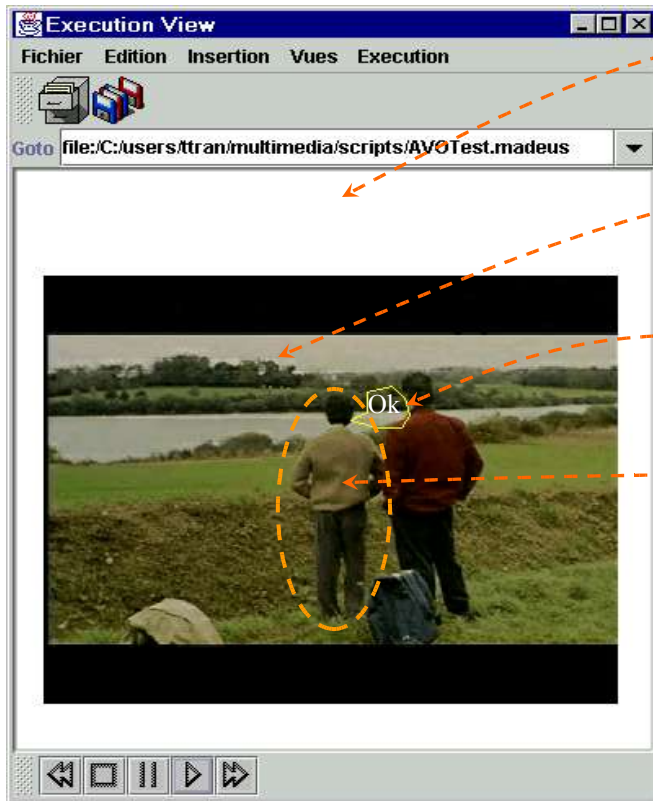 Execution View
Fichier Edition Insertion Vues Execution
Goto file:/C:/users/ttran/multimedia/scripts/AVOTest.madeus
Ok